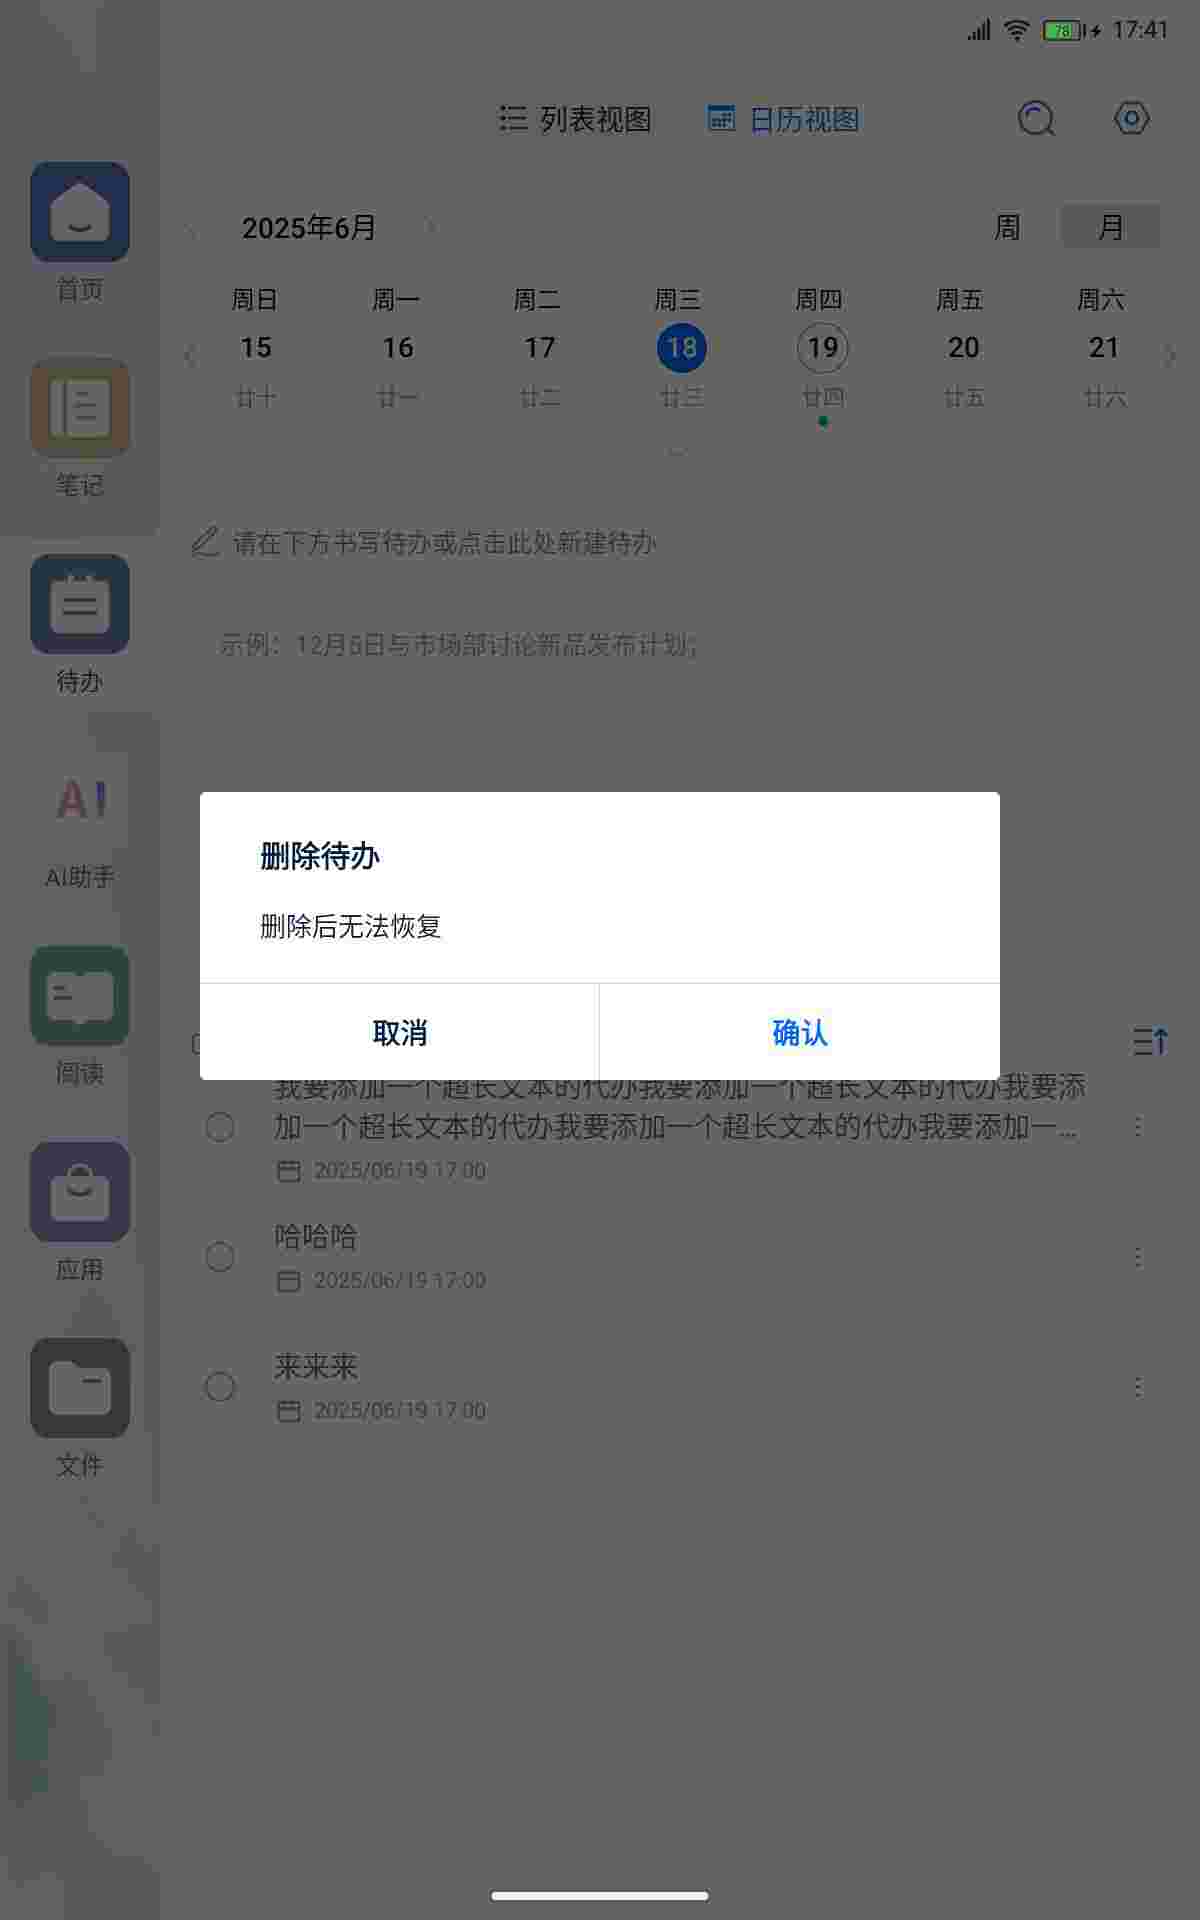 78 17:41
列表视图 日历视图
2025年6月 周 月
周日 周一 周二 周三 周四 周五 周六
15 16 17 18 19 20 21
廿十 廿一 廿二 廿三 廿四 廿五 廿六
请在下方书写待办或点击此处新建待办
示例：12月6日与市场部讨论新品发布计划；
首页
笔记
待办
AI
AI助手
阅读
应用
文件
删除待办
删除后无法恢复
取消 确认
我要添加一个超长文本的代办我要添加一个超长文本的代办我要添
加一个超长文本的代办我要添加一个超长文本的代办我要添加一...
2025/06/19 17:00
哈哈哈
2025/06/19 17:00
来来来
2025/06/19 17:00